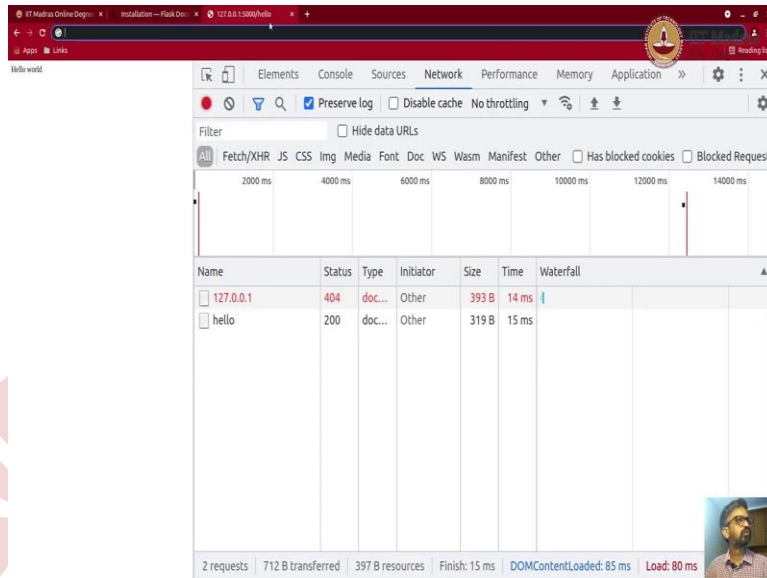 IIT Madras Online Degree × Installation — Flask Doc × 127.0.0.1:5000/hello × +
Apps Links Reading lis
Hello world
Elements Console Sources Network Performance Memory Application »
Preserve log Disable cache No throttling
Filter Hide data URLs
All Fetch/XHR JS CSS Img Media Font Doc WS Wasm Manifest Other Has blocked cookies Blocked Reques
2000 ms 4000 ms 6000 ms 8000 ms 10000 ms 12000 ms 14000 ms
Name Status Type Initiator Size Time Waterfall
127.0.0.1 404 doc... Other 393 B 14 ms
hello 200 doc... Other 319 B 15 ms
2 requests 712 B transferred 397 B resources Finish: 15 ms DOMContentLoaded: 85 ms Load: 80 ms